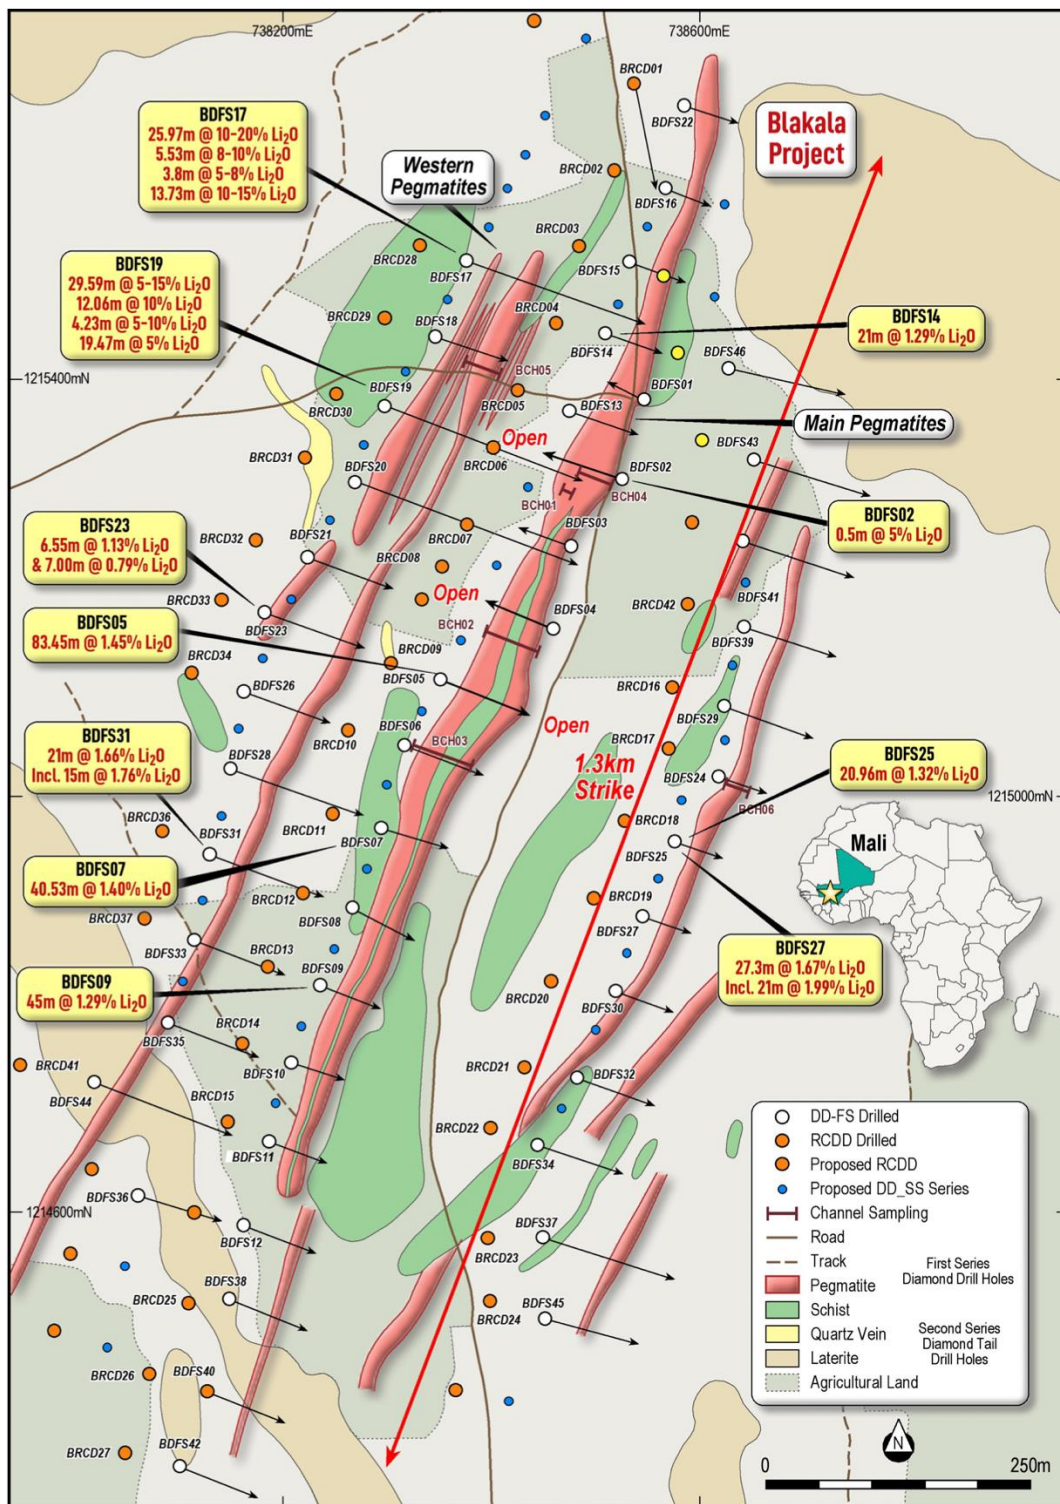 738200mE
738600mE
BRCD01
BDFS22
Blakala
Project
BDFS17
25.97m @ 10-20% Li2O
5.53m @ 8-10% Li2O
3.8m @ 5-8% Li2O
13.73m @ 10-15% Li2O
Western
Pegmatites
BRCD02
BDFS16
BRCD03
BRCD28
BDFS17
BDFS15
BDFS19
29.59m @ 5-15% Li2O
12.06m @ 10% Li2O
4.23m @ 5-10% Li2O
19.47m @ 5% Li2O
BRCD29
BDFS18
BRCD04
BDFS14
BDFS14
21m @ 1.29% Li2O
BDFS46
BCH05
1215400mN
BDFS19
BRCD05
BDFS01
BRCD30
BDFS13
Open
Main Pegmatites
BRCD31
BRCD06
BDFS43
BDFS20
BDFS02
BCH01
BCH04
BDFS02
0.5m @ 5% Li2O
BDFS23
6.55m @ 1.13% Li2O
& 7.00m @ 0.79% Li2O
BRCD32
BDFS21
BRCD07
BDFS03
BRCD08
Open
BRCD33
BDFS41
BRCD42
BDFS23
BDFS04
BCH02
BDFS39
BDFS05
83.45m @ 1.45% Li2O
BRCD34
BRCD09
BDFS05
BDFS26
BRCD16
BDFS29
Open
BDFS31
21m @ 1.66% Li2O
Incl. 15m @ 1.76% Li2O
BRCD10
BDFS06
BCH03
BRCD17
BDFS28
1.3km
Strike
BDFS24
BCH06
BDFS25
20.96m @ 1.32% Li2O
1215000mN
BRCD36
BDFS31
BRCD11
BDFS07
BRCD18
BDFS25
Mali
BDFS07
40.53m @ 1.40% Li2O
BRCD12
BRCD19
BRCD37
BDFS08
BDFS27
BDFS33
BRCD13
BDFS09
BDFS27
27.3m @ 1.67% Li2O
Incl. 21m @ 1.99% Li2O
BDFS09
45m @ 1.29% Li2O
BRCD20
BDFS30
BDFS35
BRCD14
BRCD41
BDFS10
BRCD21
BDFS32
BDFS44
BRCD15
BRCD22
BDFS11
BDFS34
BDFS36
1214600mN
BDFS12
BDFS37
BRCD23
BDFS38
BRCD25
BRCD24
BDFS45
BRCD26
BDFS40
BRCD27
BDFS42
DD-FS Drilled
RCDD Drilled
Proposed RCDD
Proposed DD_SS Series
Channel Sampling
Road
Track
First Series
Diamond Drill Holes
Pegmatite
Schist
Quartz Vein
Second Series
Diamond Tail
Drill Holes
Laterite
Agricultural Land
N
0
250m